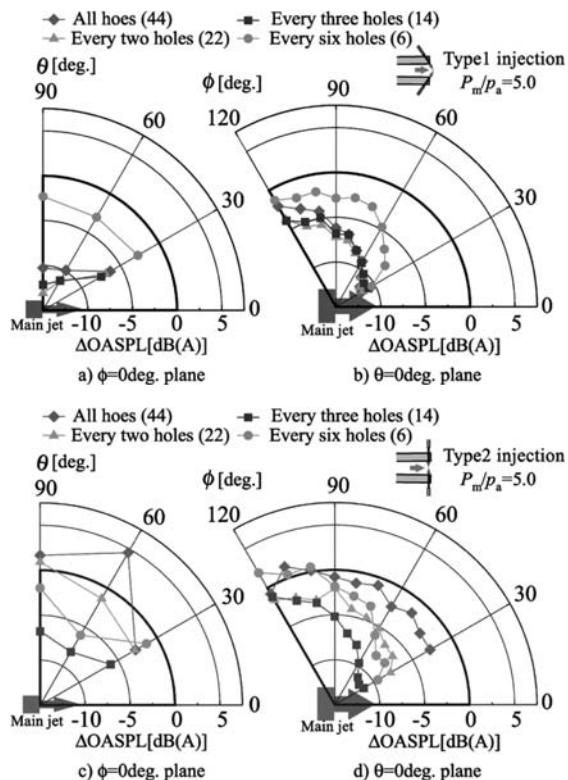 All hoes (44) Every three holes (14)
Every two holes (22) Every six holes (6)
θ [deg.]
90
60
30
0
Main jet
-10 -5 0 5
ΔOASPL[dB(A)]
a) ϕ=0deg. plane
Type1 injection
Pm/pa=5.0
ϕ [deg.]
120
90
60
30
0
Main jet
-10 -5 0 5
ΔOASPL[dB(A)]
b) θ=0deg. plane
All hoes (44) Every three holes (14)
Every two holes (22) Every six holes (6)
θ [deg.]
90
60
30
0
Main jet
-10 -5 0 5
ΔOASPL[dB(A)]
c) ϕ=0deg. plane
Type2 injection
Pm/pa=5.0
ϕ [deg.]
120
90
60
30
0
Main jet
-10 -5 0 5
ΔOASPL[dB(A)]
d) θ=0deg. plane